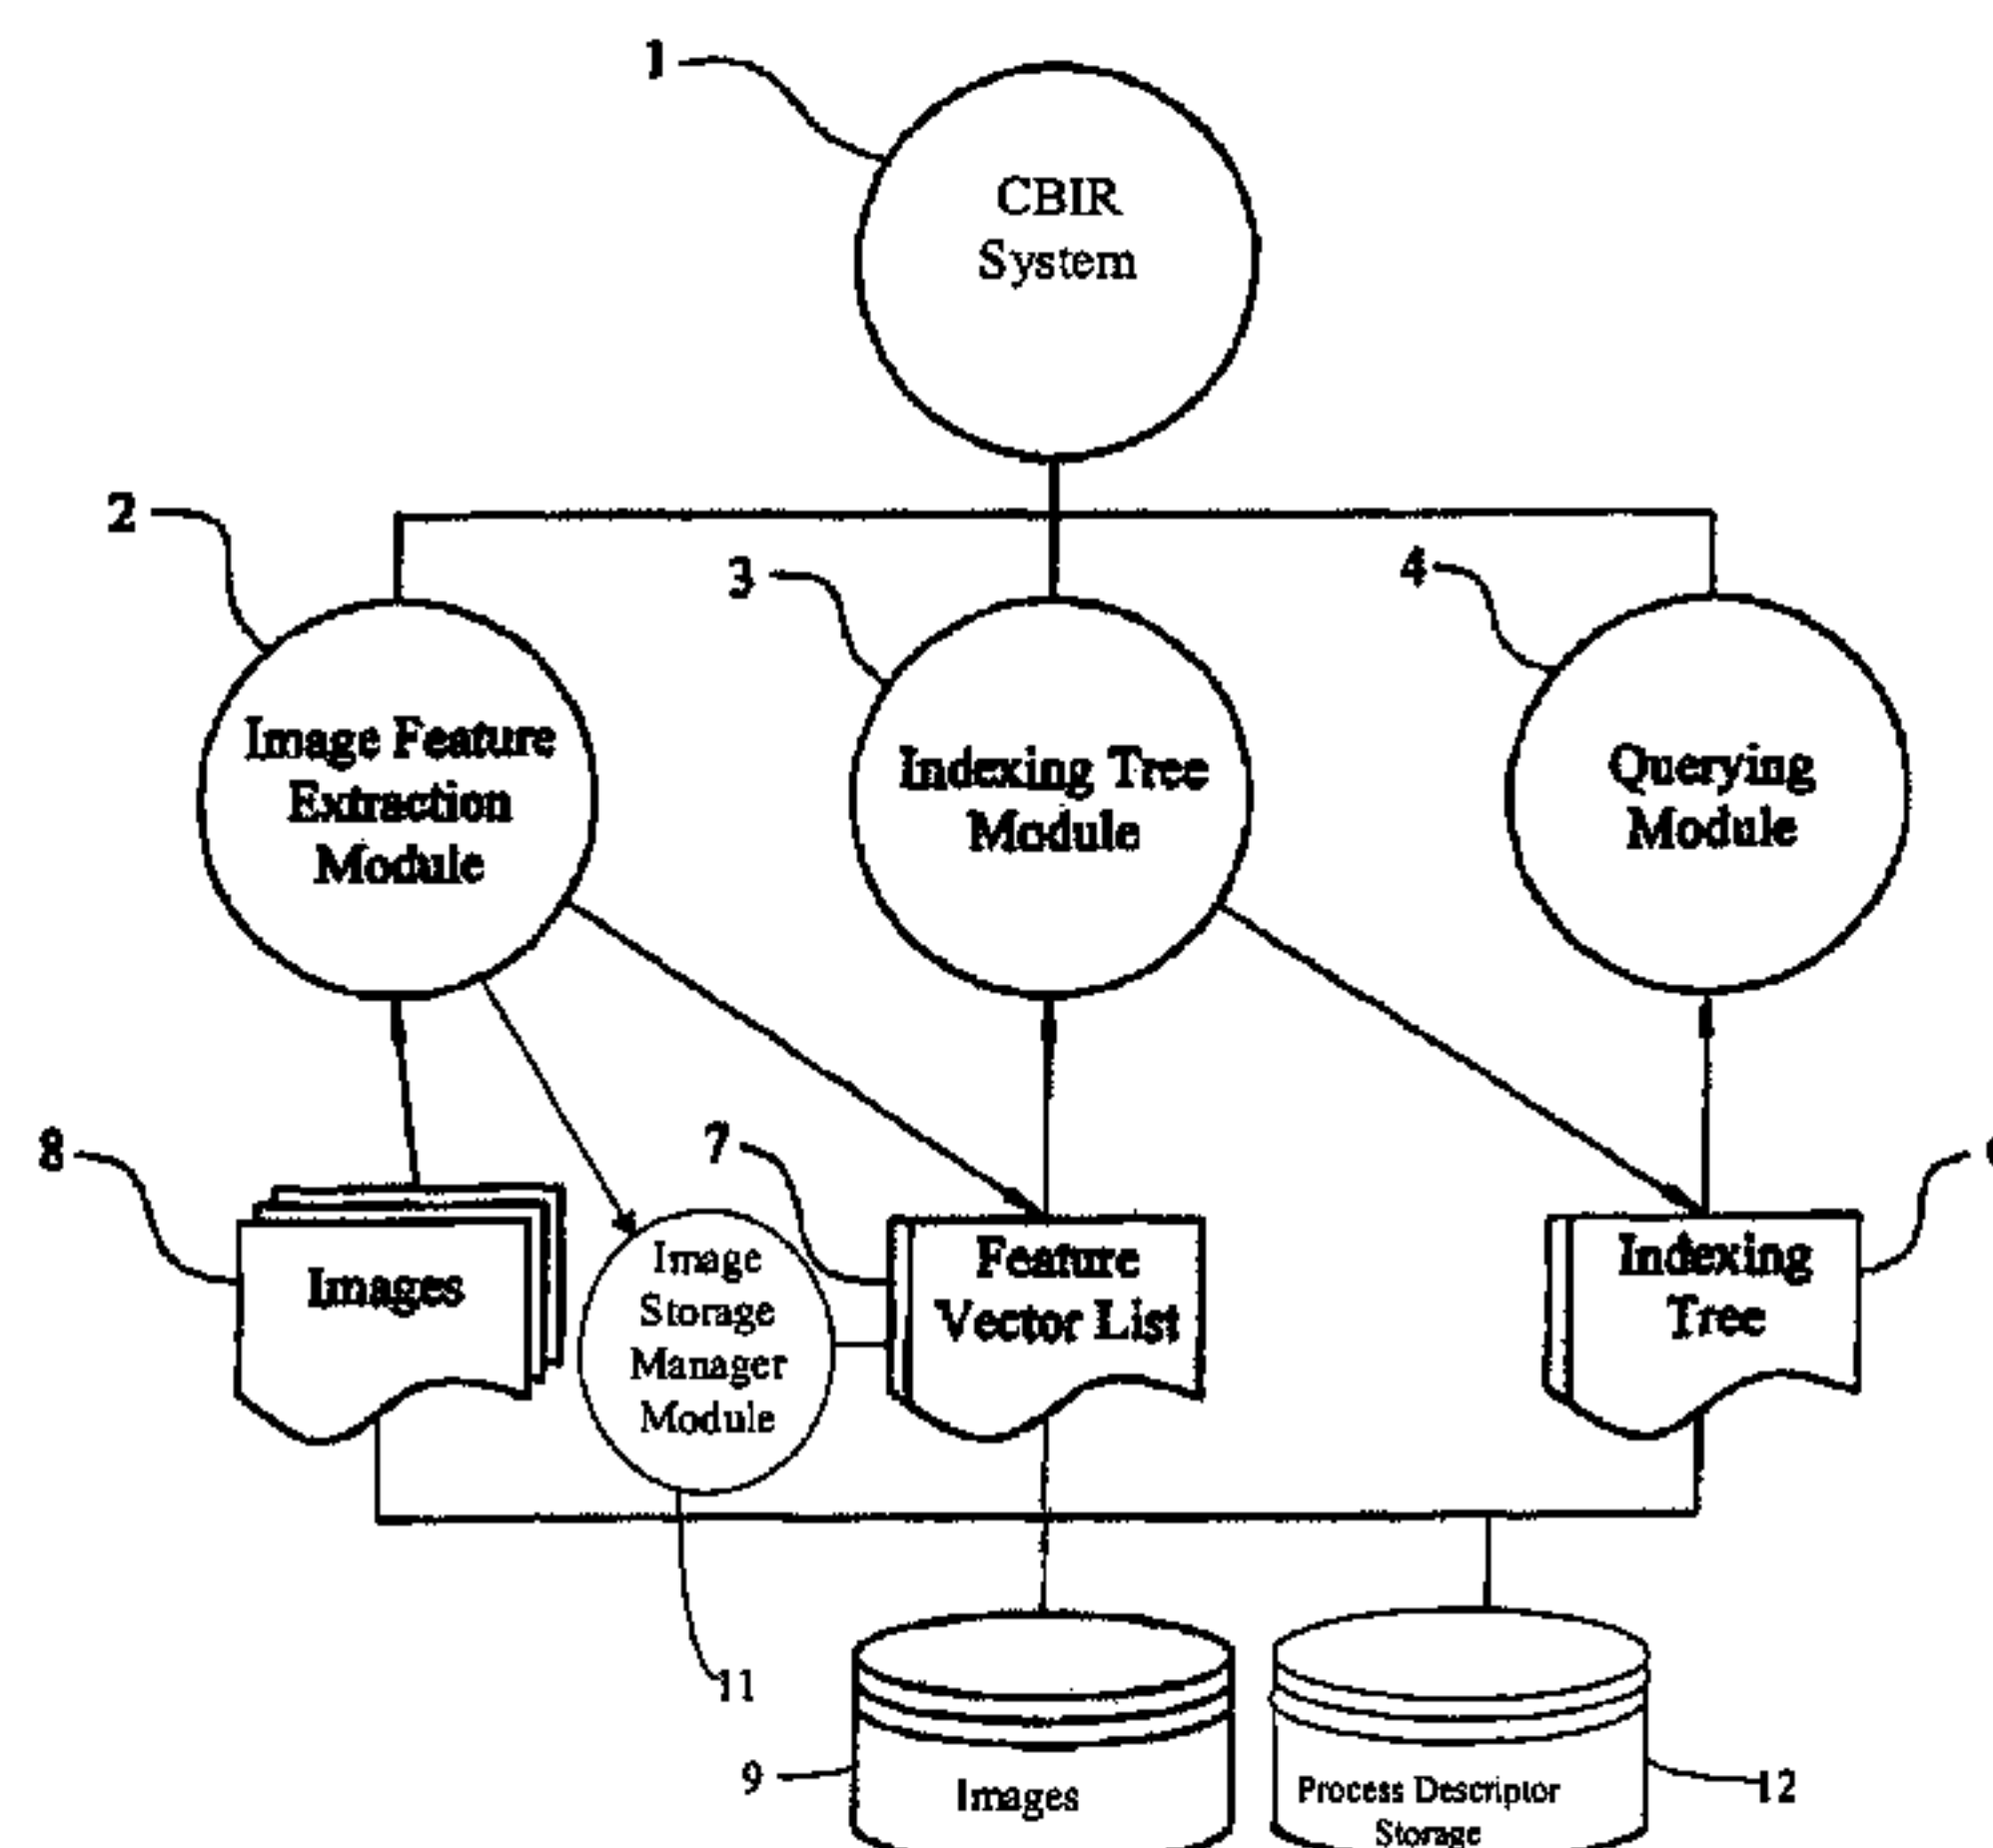 1
CBIR
System
2
3
4
Image Feature
Extraction
Module
Indexing Tree
Module
Querying
Module
8
7
Images
Image
Storage
Manager
Module
Feature
Vector List
Indexing
Tree
11
9
Images
Process Descriptor
Storage
12